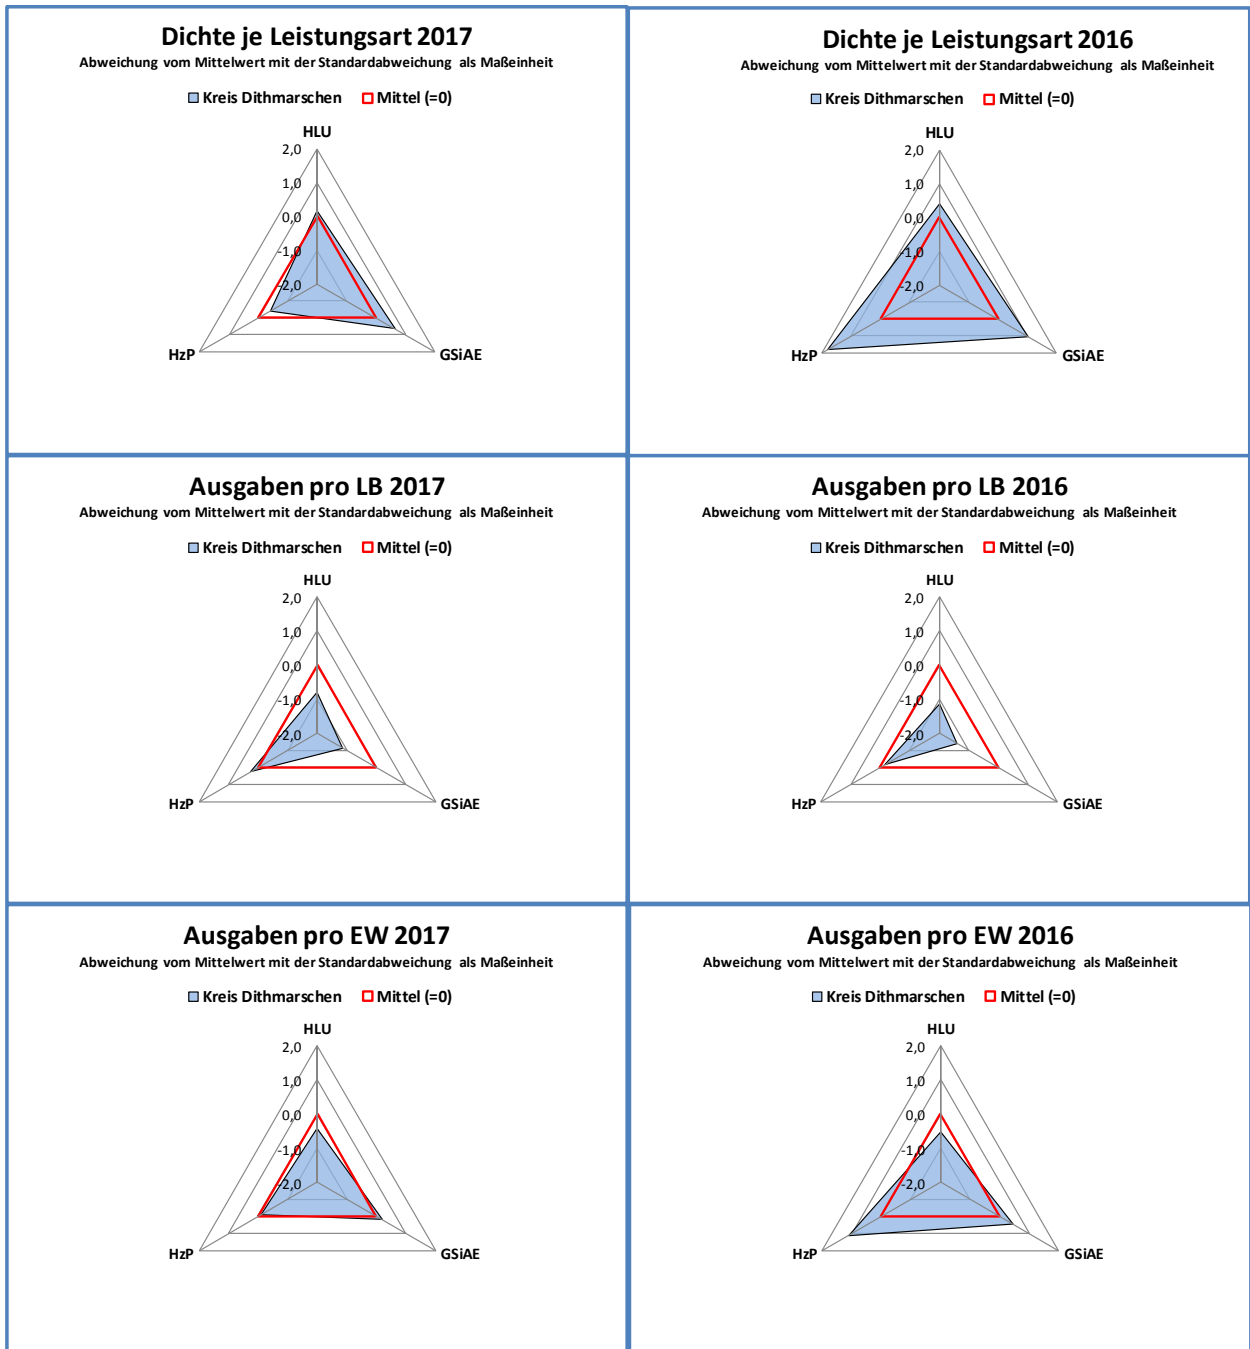 Dichte je Leistungsart 2017
Abweichung vom Mittelwert mit der Standardabweichung als Maßeinheit
Kreis Dithmarschen Mittel (=0)
HLU
2,0
1,0
0,0
-1,0
-2,0
HzP
GSiAE
Dichte je Leistungsart 2016
Abweichung vom Mittelwert mit der Standardabweichung als Maßeinheit
Kreis Dithmarschen Mittel (=0)
HLU
2,0
1,0
0,0
-1,0
-2,0
HzP
GSiAE
Ausgaben pro LB 2017
Abweichung vom Mittelwert mit der Standardabweichung als Maßeinheit
Kreis Dithmarschen Mittel (=0)
HLU
2,0
1,0
0,0
-1,0
-2,0
HzP
GSiAE
Ausgaben pro LB 2016
Abweichung vom Mittelwert mit der Standardabweichung als Maßeinheit
Kreis Dithmarschen Mittel (=0)
HLU
2,0
1,0
0,0
-1,0
-2,0
HzP
GSiAE
Ausgaben pro EW 2017
Abweichung vom Mittelwert mit der Standardabweichung als Maßeinheit
Kreis Dithmarschen Mittel (=0)
HLU
2,0
1,0
0,0
-1,0
-2,0
HzP
GSiAE
Ausgaben pro EW 2016
Abweichung vom Mittelwert mit der Standardabweichung als Maßeinheit
Kreis Dithmarschen Mittel (=0)
HLU
2,0
1,0
0,0
-1,0
-2,0
HzP
GSiAE